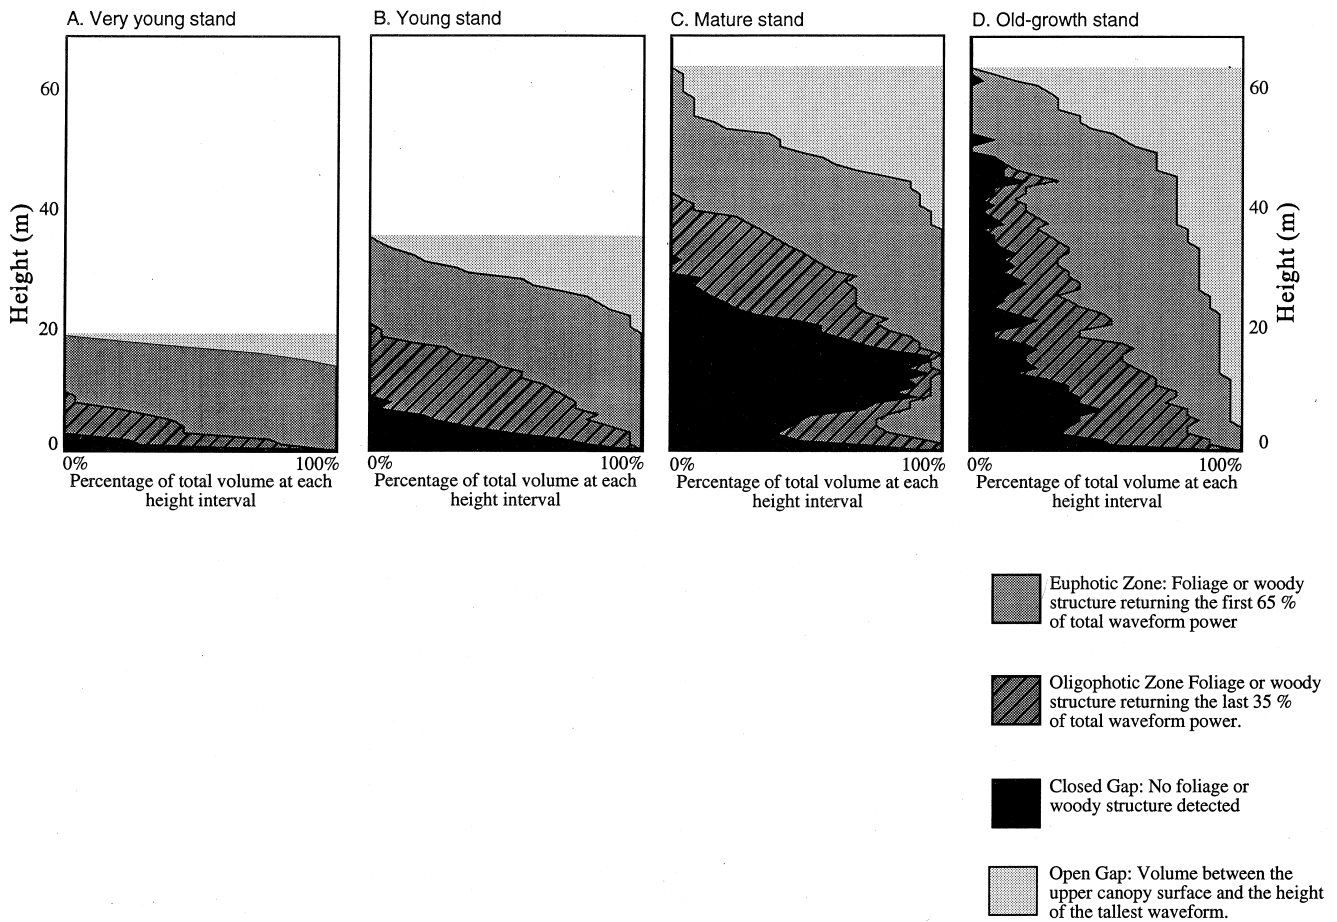 A. Very young stand
B. Young stand
C. Mature stand
D. Old-growth stand
60
40
20
0
Height (m)
60
40
20
0
Height (m)
0% 100%
Percentage of total volume at each
height interval
0% 100%
Percentage of total volume at each
height interval
0% 100%
Percentage of total volume at each
height interval
0% 100%
Percentage of total volume at each
height interval
Euphotic Zone: Foliage or woody
structure returning the first 65 %
of total waveform power
Oligophotic Zone Foliage or woody
structure returning the last 35 %
of total waveform power.
Closed Gap: No foliage or
woody structure detected
Open Gap: Volume between the
upper canopy surface and the height
of the tallest waveform.